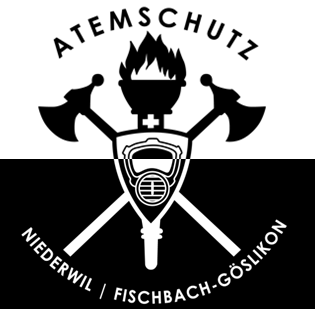 ATEMSCHUTZ
NIEDERWIL | FISCHBACH-GÖSLIKON